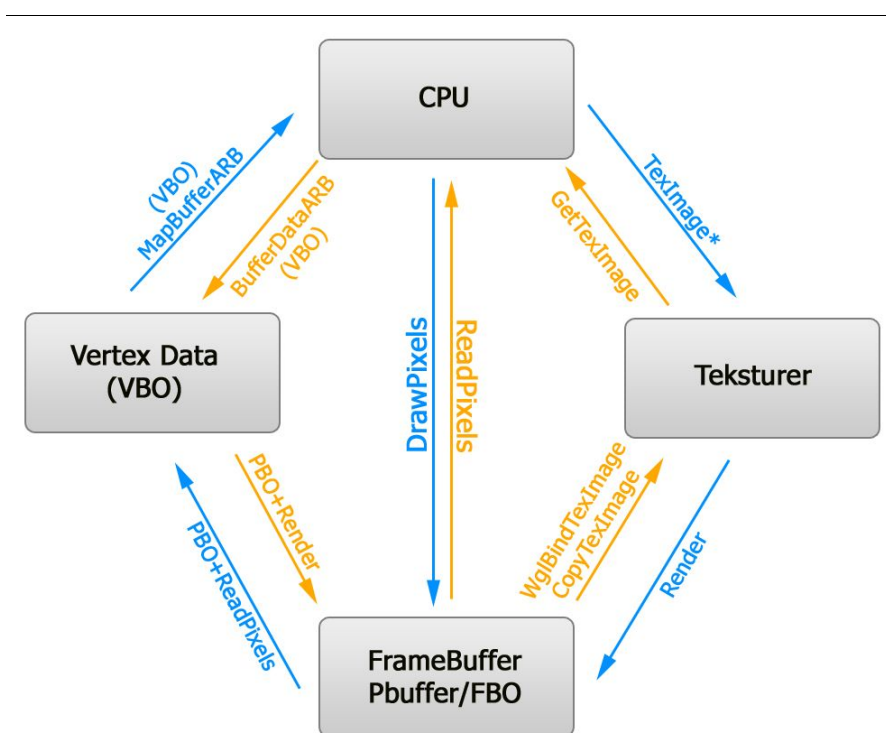 CPU
(VBO)
MapBufferARB
BufferDataARB
(VBO)
TexImage*
GetTexImage
Vertex Data
(VBO)
DrawPixels
ReadPixels
Teksturer
PBO+Render
PBO+ReadPixels
WglBindTexImage
CopyTexImage
Render
FrameBuffer
Pbuffer/FBO